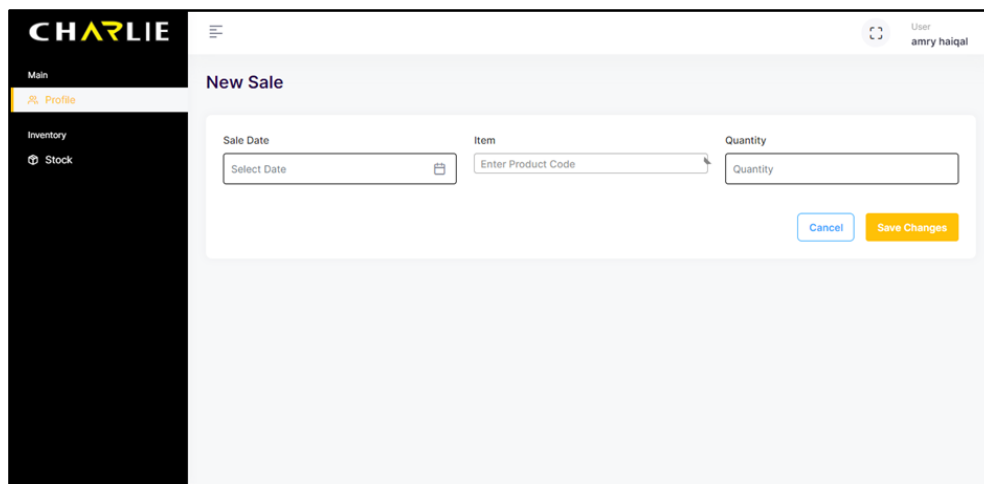 CHARLIE
User
amry haiqal
Main
Profile
Inventory
Stock
New Sale
Sale Date
Item
Quantity
Select Date
Enter Product Code
Quantity
Cancel
Save Changes